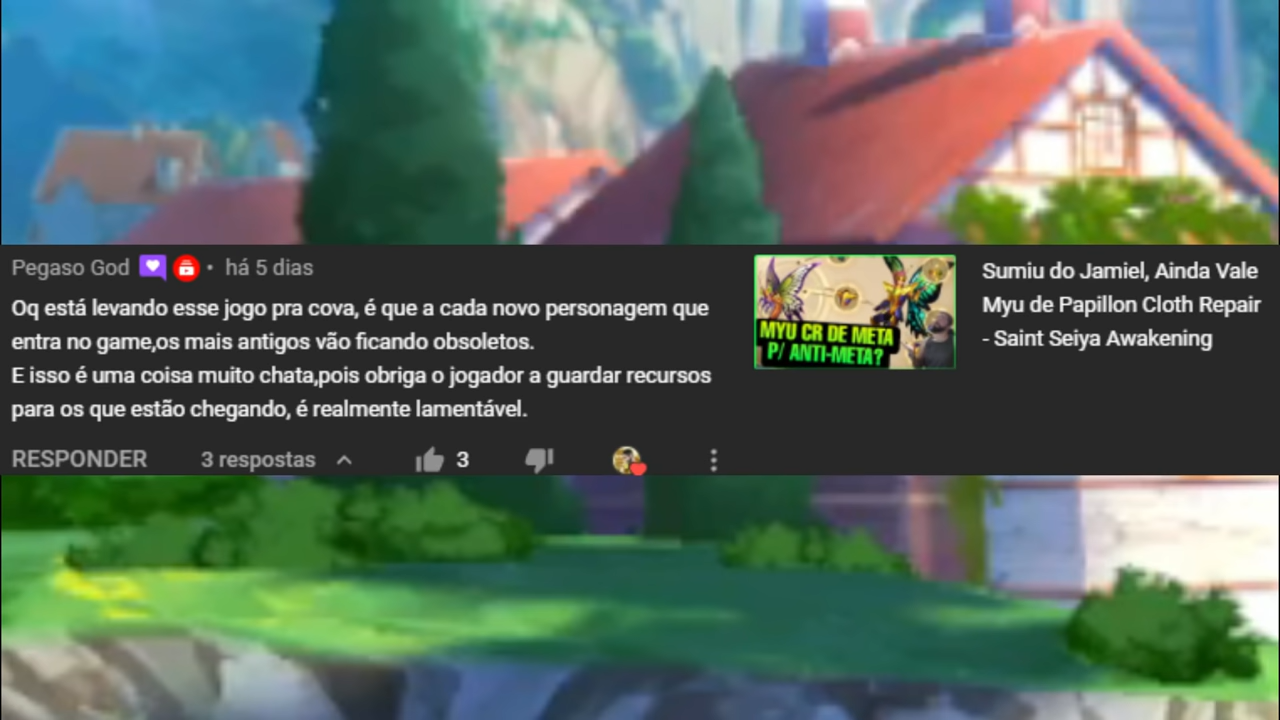 Pegaso God • há 5 dias
Oq está levando esse jogo pra cova, é que a cada novo personagem que
entra no game,os mais antigos vão ficando obsoletos.
E isso é uma coisa muito chata,pois obriga o jogador a guardar recursos
para os que estão chegando, é realmente lamentável.
RESPONDER 3 respostas 3
MYU CR DE META
P/ ANTI-META?
Sumiu do Jamiel, Ainda Vale
Myu de Papillon Cloth Repair
- Saint Seiya Awakening